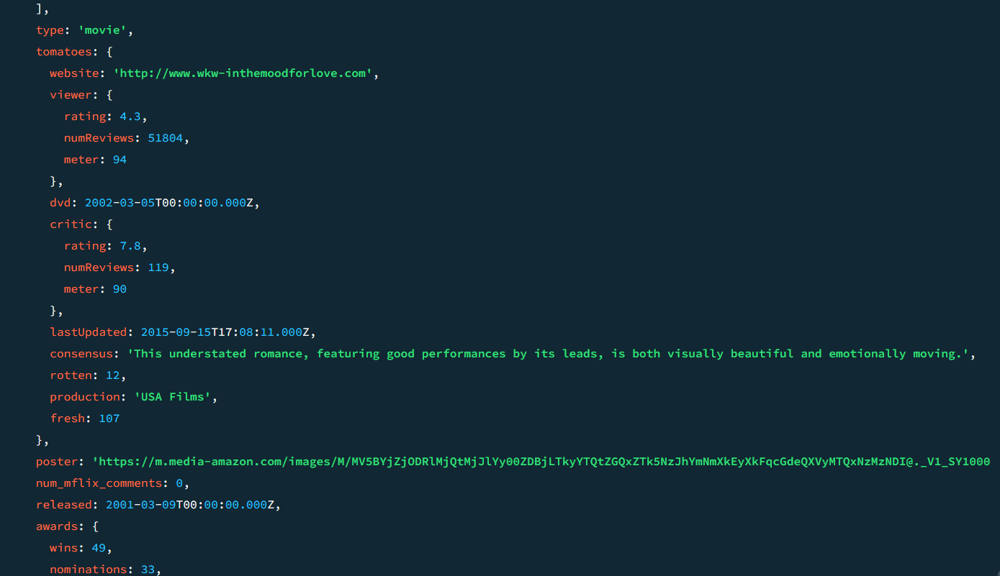 ],
type: 'movie',
tomatoes: {
website: 'http://www.wkw-inthemoodforlove.com',
viewer: {
rating: 4.3,
numReviews: 51804,
meter: 94
},
dvd: 2002-03-05T00:00:00.000Z,
critic: {
rating: 7.8,
numReviews: 119,
meter: 90
},
lastUpdated: 2015-09-15T17:08:11.000Z,
consensus: 'This understated romance, featuring good performances by its leads, is both visually beautiful and emotionally moving.',
rotten: 12,
production: 'USA Films',
fresh: 107
},
poster: 'https://m.media-amazon.com/images/M/MV5BYjZjODRlMjQtMjJlYy00ZDBjLTkyYTQtZGQxZTk5NzJhYmNmXkEyXkFqcGdeQXVyMTQxNzMzNDI@._V1_SY1000
num_mflix_comments: 0,
released: 2001-03-09T00:00:00.000Z,
awards: {
wins: 49,
nominations: 33,